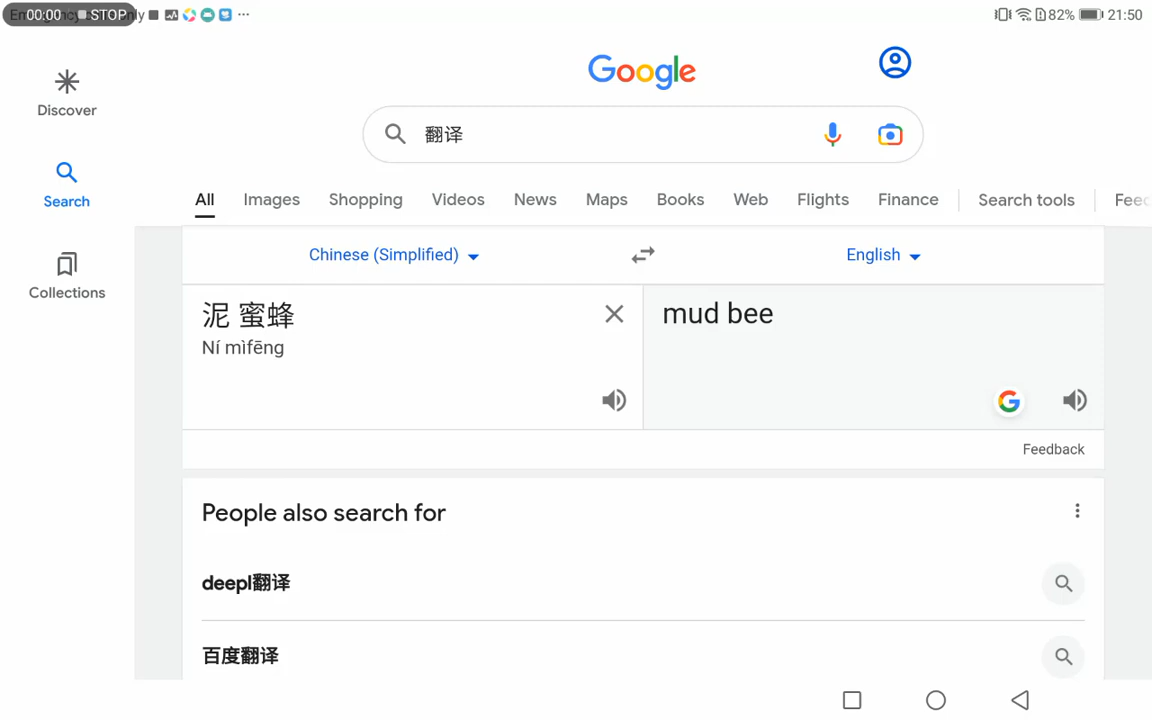 00:00 STOP
82% 21:50
Discover
Google
翻译
Search
All Images Shopping Videos News Maps Books Web Flights Finance Search tools
Collections
Chinese (Simplified) English
泥 蜜蜂
Ní mìfēng
mud bee
Feedback
People also search for
deepl翻译
百度翻译